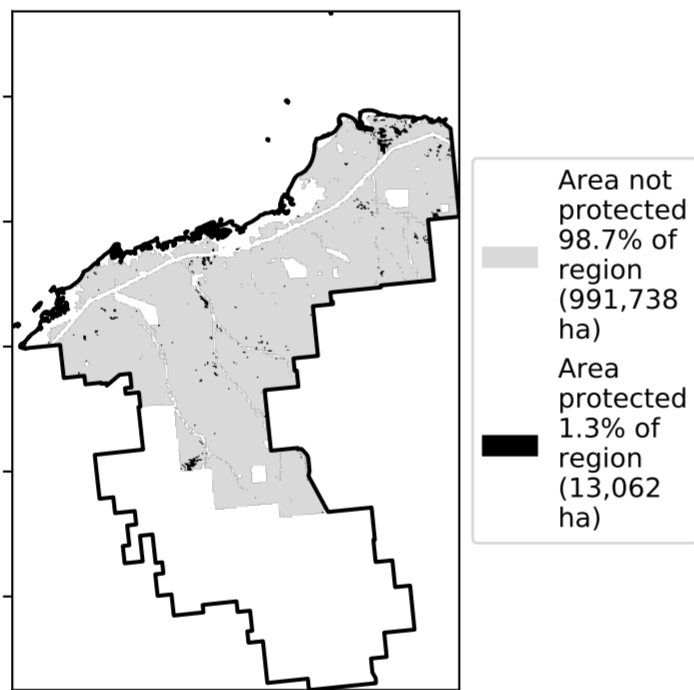 Area not
protected
98.7% of
region
(991,738
ha)
Area
protected
1.3% of
region
(13,062
ha)